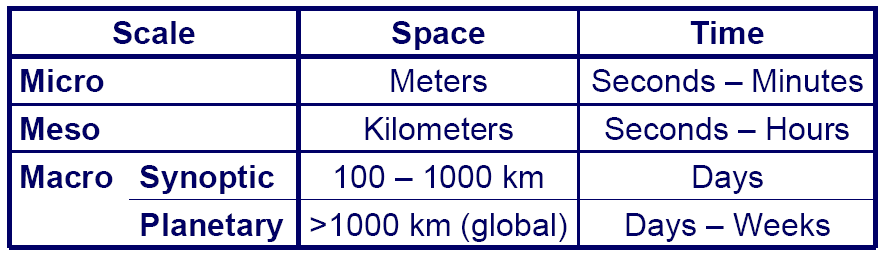 Scale Space Time
Micro Meters Seconds – Minutes
Meso Kilometers Seconds – Hours
Macro Synoptic 100 – 1000 km Days
Planetary >1000 km (global) Days – Weeks